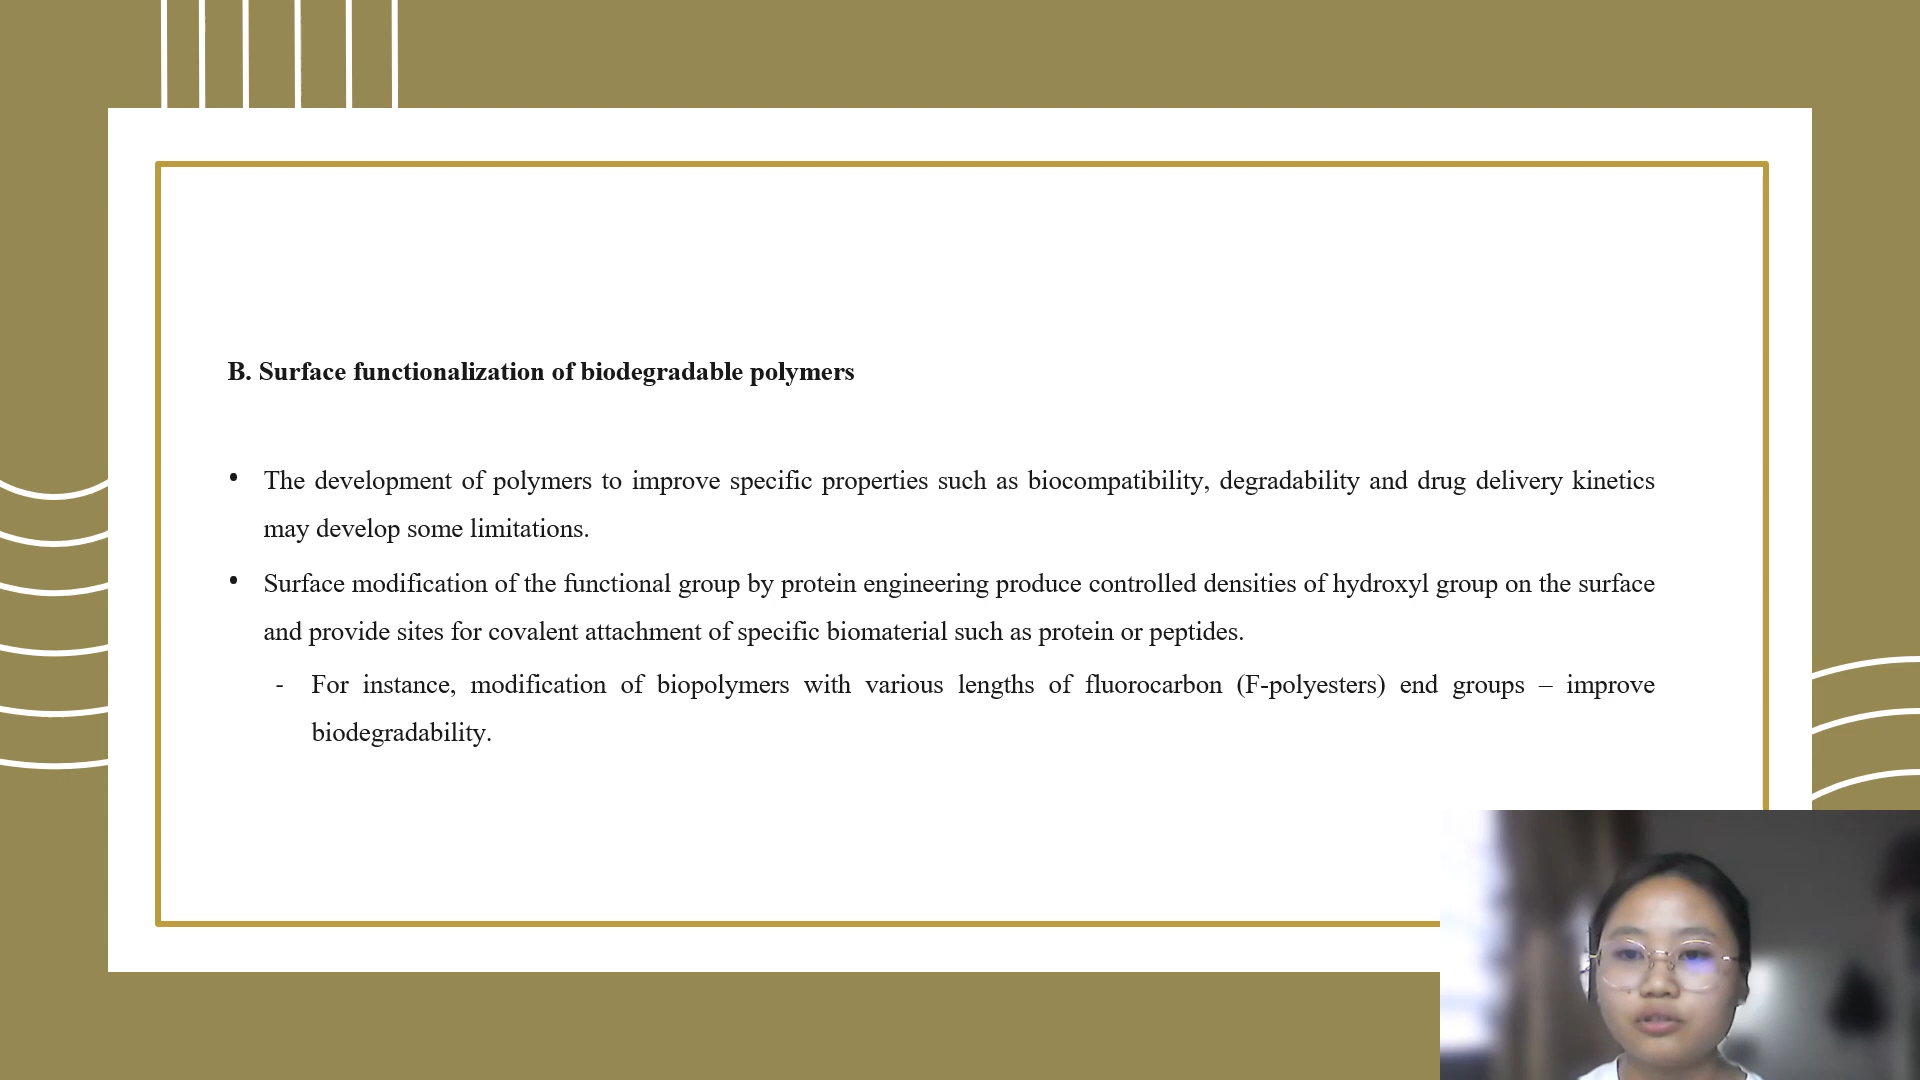 B. Surface functionalization of biodegradable polymers
• The development of polymers to improve specific properties such as biocompatibility, degradability and drug delivery kinetics
may develop some limitations.
• Surface modification of the functional group by protein engineering produce controlled densities of hydroxyl group on the surface
and provide sites for covalent attachment of specific biomaterial such as protein or peptides.
- For instance, modification of biopolymers with various lengths of fluorocarbon (F-polyesters) end groups – improve
biodegradability.